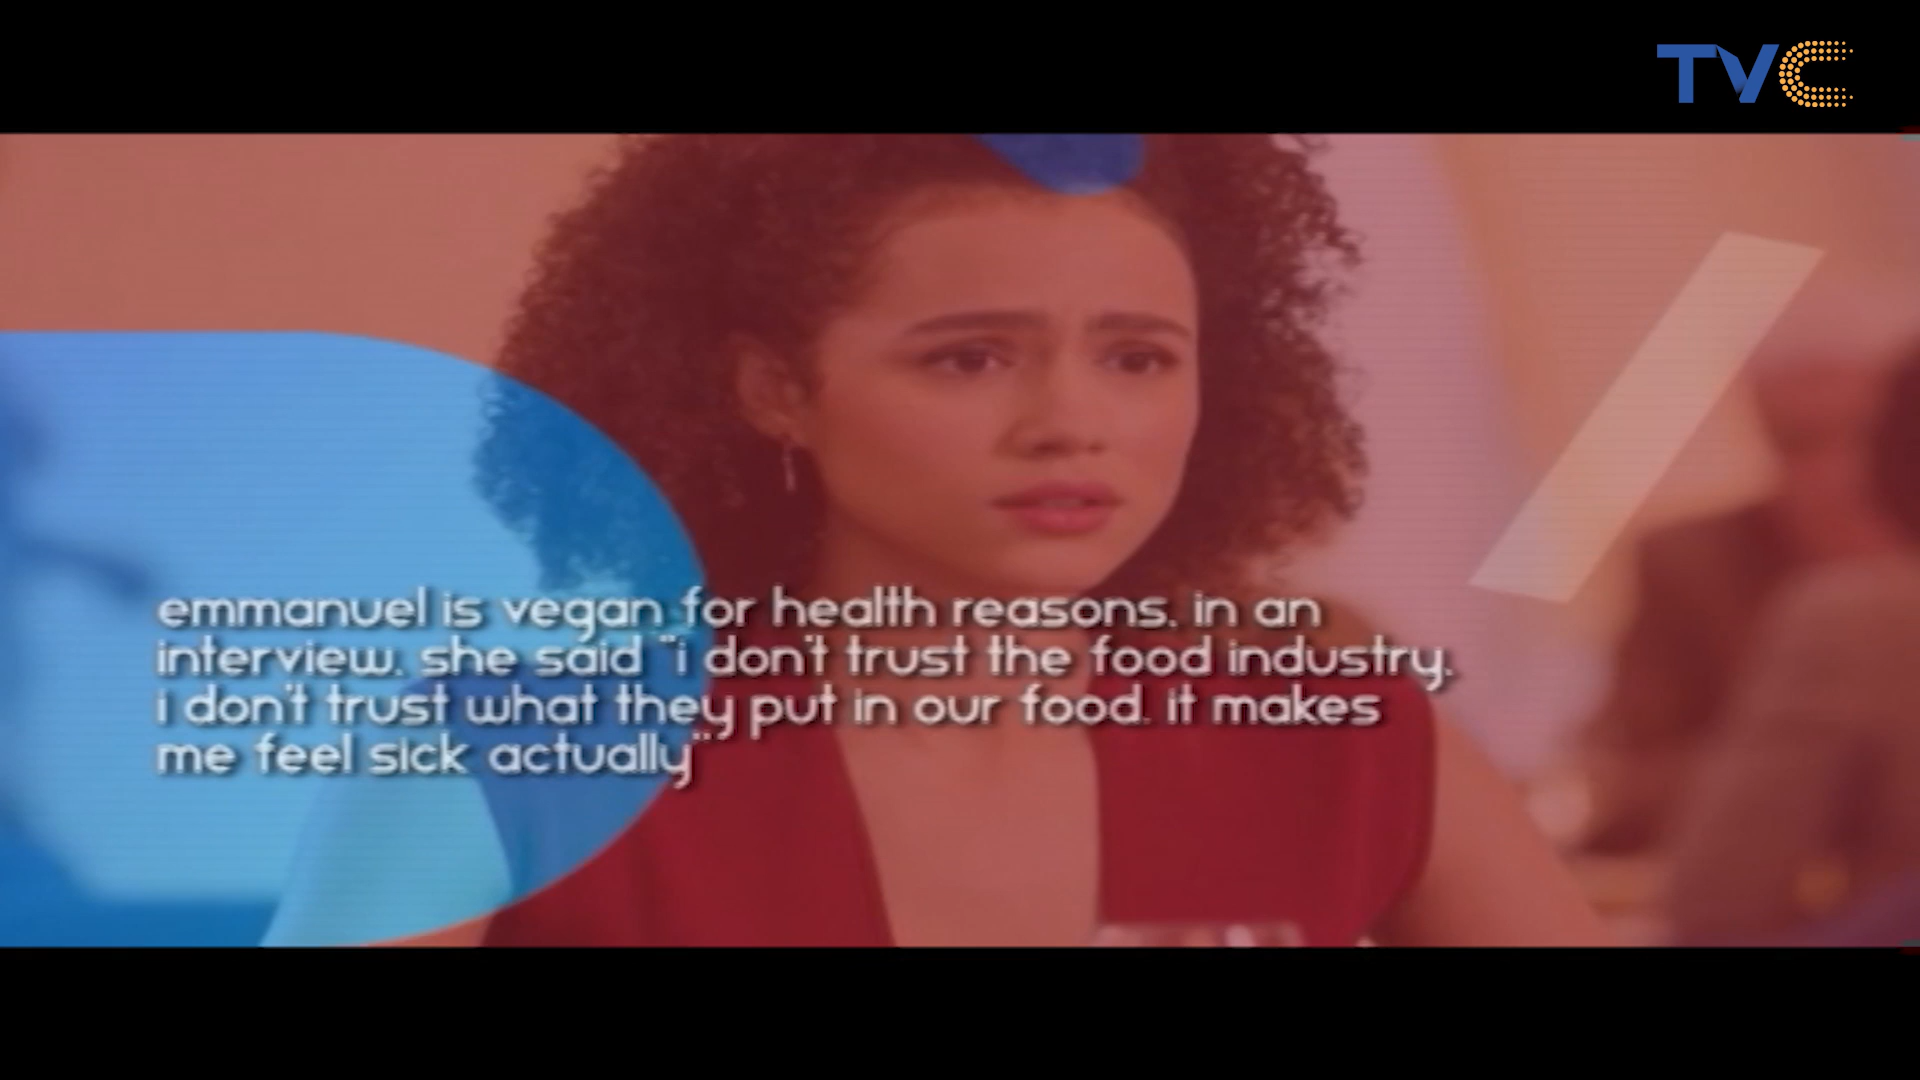 TVC
emmanuel is vegan for health reasons. in an
interview. she said "i don't trust the food industry.
i don't trust what they put in our food. it makes
me feel sick actually"